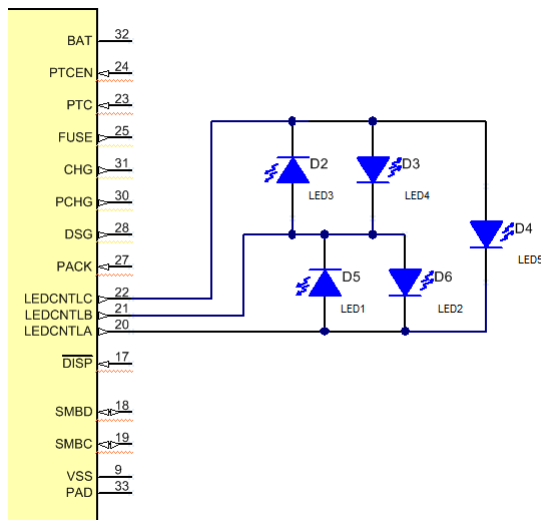 BAT 32
PTCEN 24
PTC 23
FUSE 25
CHG 31
PCHG 30
DSG 28
PACK 27
LEDCNTLC 22
LEDCNTLB 21
LEDCNTLA 20
DISP 17
SMBD 18
SMBC 19
VSS 9
PAD 33
D2
LED3
D3
LED4
D4
LED5
D5
LED1
D6
LED2